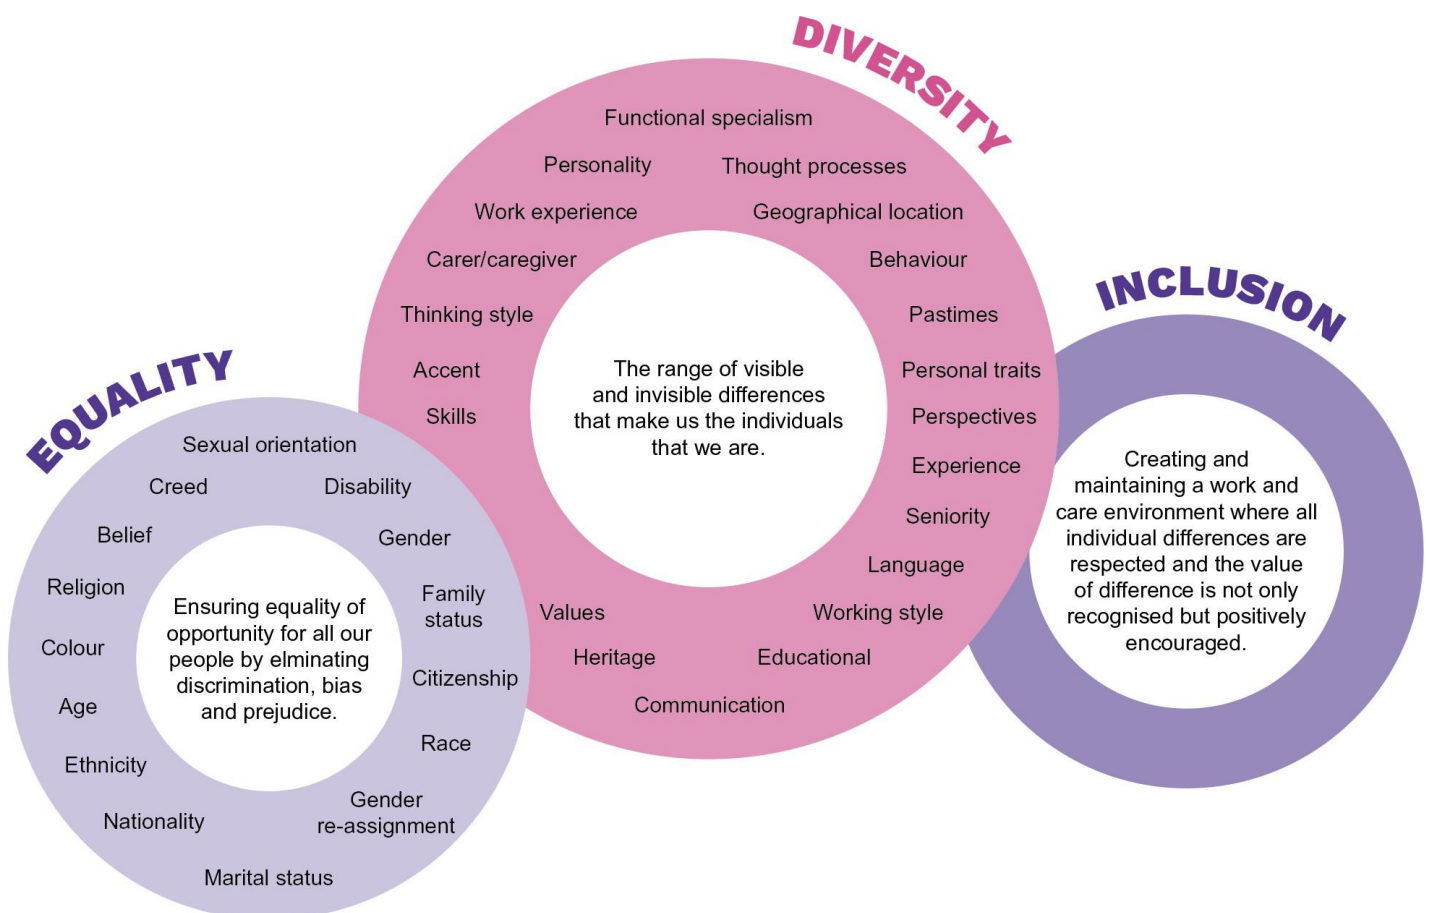 EQUALITY
Sexual orientation
Creed
Disability
Belief
Gender
Religion
Family
status
Colour
Citizenship
Age
Race
Ethnicity
Gender
re-assignment
Nationality
Marital status
Ensuring equality of
opportunity for all our
people by elminating
discrimination, bias
and prejudice.
DIVERSITY
Functional specialism
Personality
Thought processes
Work experience
Geographical location
Carer/caregiver
Behaviour
Thinking style
Pastimes
Accent
Personal traits
Skills
Perspectives
Experience
Seniority
Language
Values
Working style
Heritage
Educational
Communication
The range of visible
and invisible differences
that make us the individuals
that we are.
INCLUSION
Creating and
maintaining a work and
care environment where all
individual differences are
respected and the value
of difference is not only
recognised but positively
encouraged.